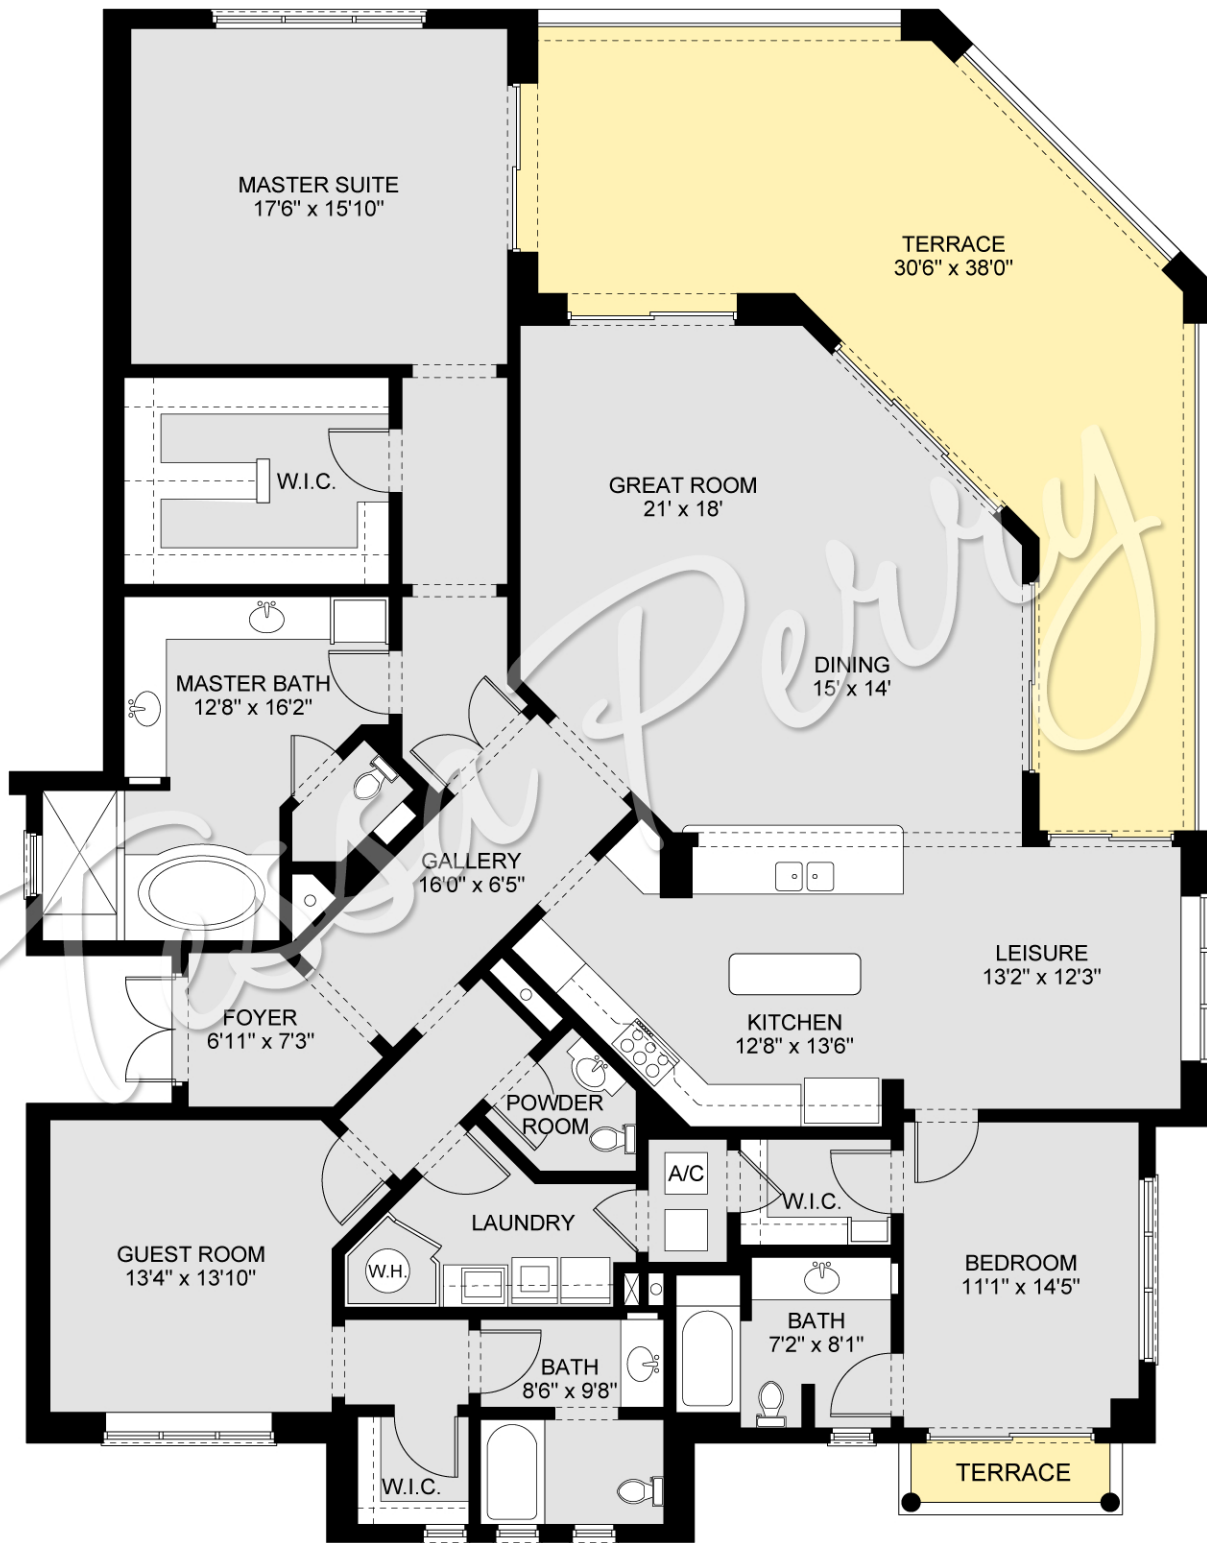 MASTER SUITE
17'6" x 15'10"
TERRACE
30'6" x 38'0"
W.I.C.
GREAT ROOM
21' x 18'
MASTER BATH
12'8" x 16'2"
DINING
15' x 14'
Tessa Perry
GALLERY
16'0" x 6'5"
LEISURE
13'2" x 12'3"
FOYER
6'11" x 7'3"
KITCHEN
12'8" x 13'6"
POWDER
ROOM
A/C
W.I.C.
LAUNDRY
GUEST ROOM
13'4" x 13'10"
W.H.
BEDROOM
11'1" x 14'5"
BATH
7'2" x 8'1"
BATH
8'6" x 9'8"
W.I.C.
TERRACE